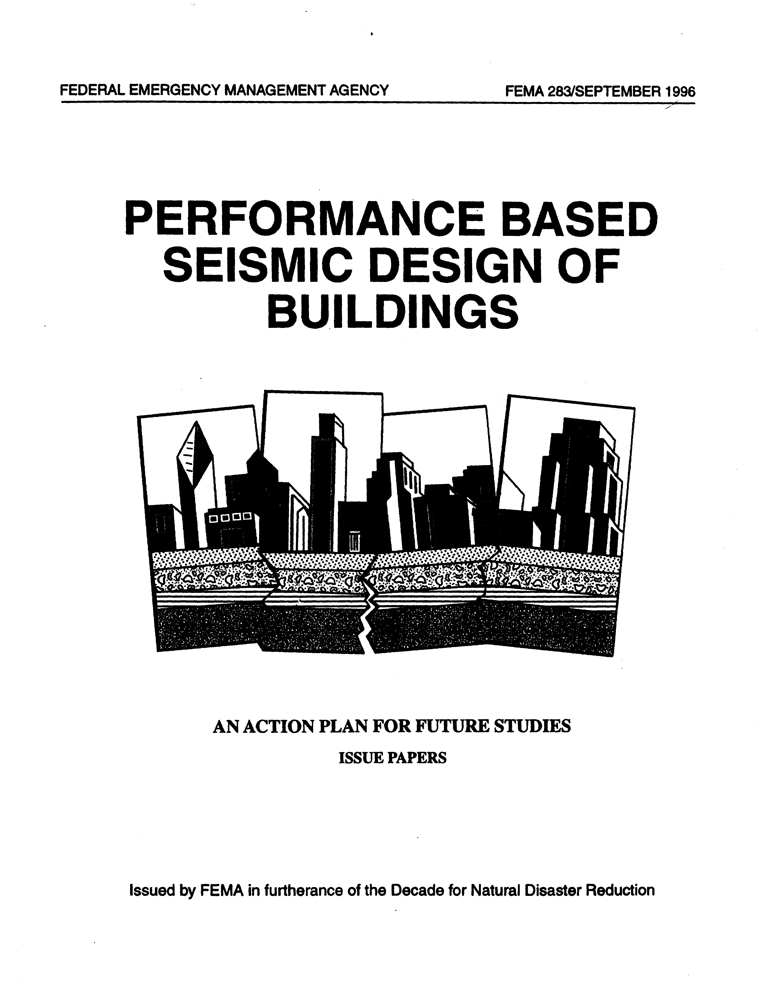 FEDERAL EMERGENCY MANAGEMENT AGENCY
FEMA 283/SEPTEMBER 1996
PERFORMANCE BASED
SEISMIC DESIGN OF
BUILDINGS
AN ACTION PLAN FOR FUTURE STUDIES
ISSUE PAPERS
Issued by FEMA in furtherance of the Decade for Natural Disaster Reduction